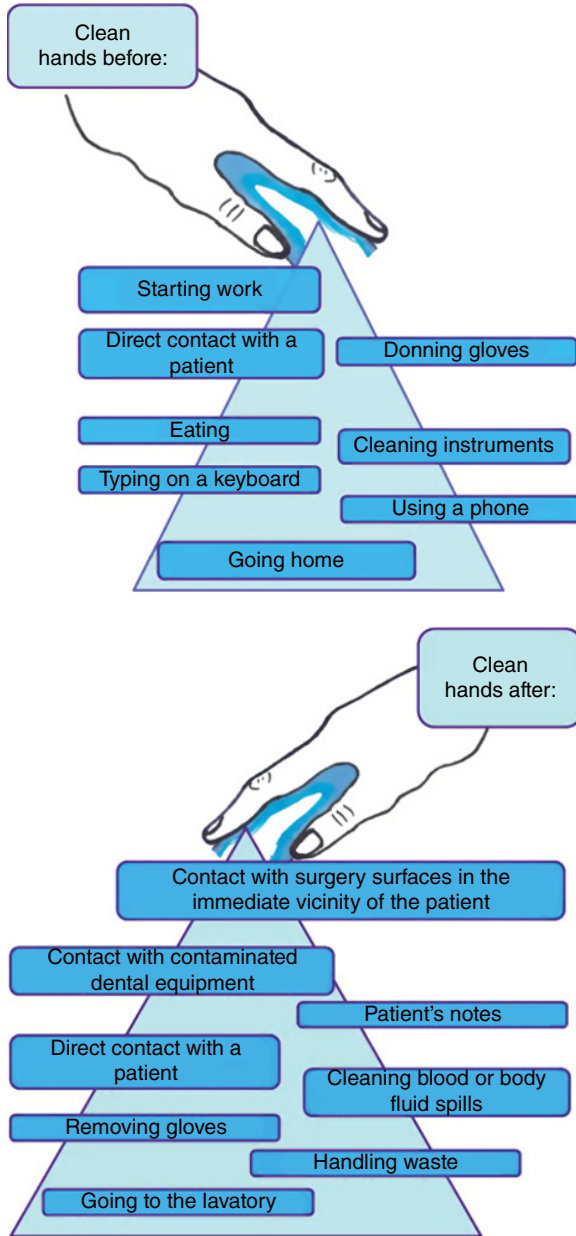 Clean
hands before:
Starting work
Direct contact with a
patient
Donning gloves
Eating
Cleaning instruments
Typing on a keyboard
Using a phone
Going home
Clean
hands after:
Contact with surgery surfaces in the
immediate vicinity of the patient
Contact with contaminated
dental equipment
Patient's notes
Direct contact with a
patient
Cleaning blood or body
fluid spills
Removing gloves
Handling waste
Going to the lavatory